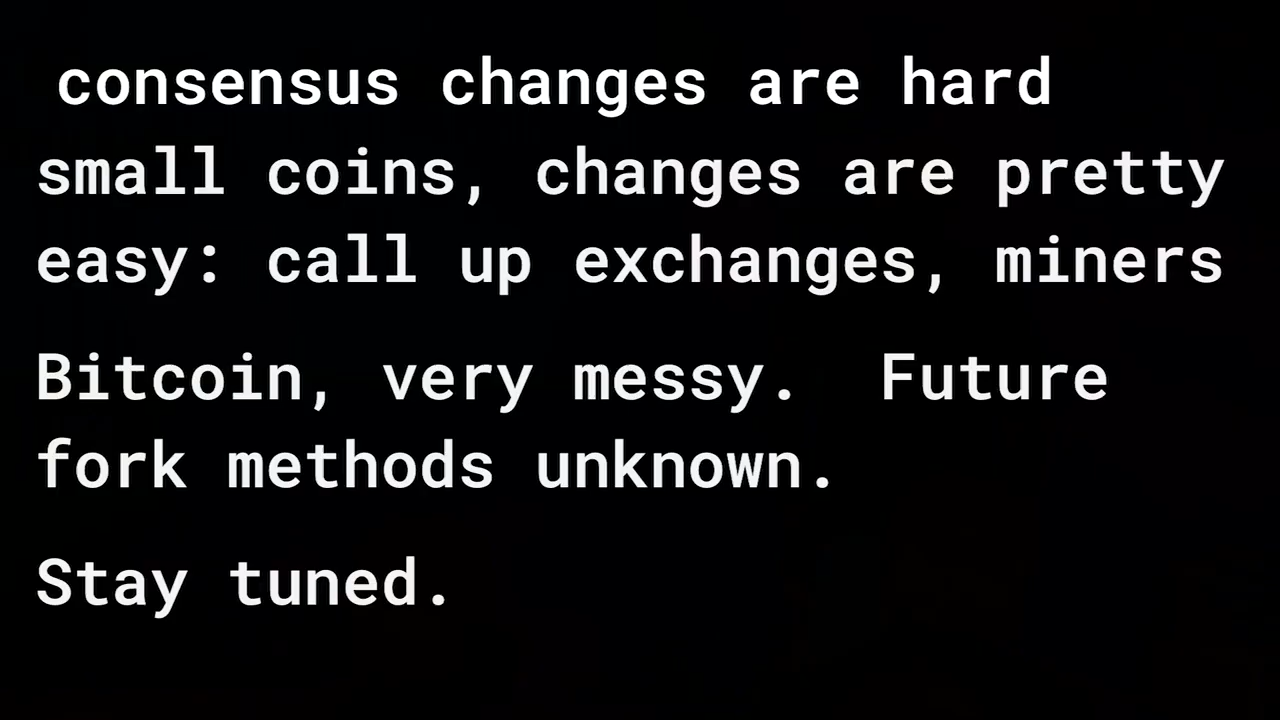 consensus changes are hard
small coins, changes are pretty
easy: call up exchanges, miners
Bitcoin, very messy.  Future
fork methods unknown.
Stay tuned.